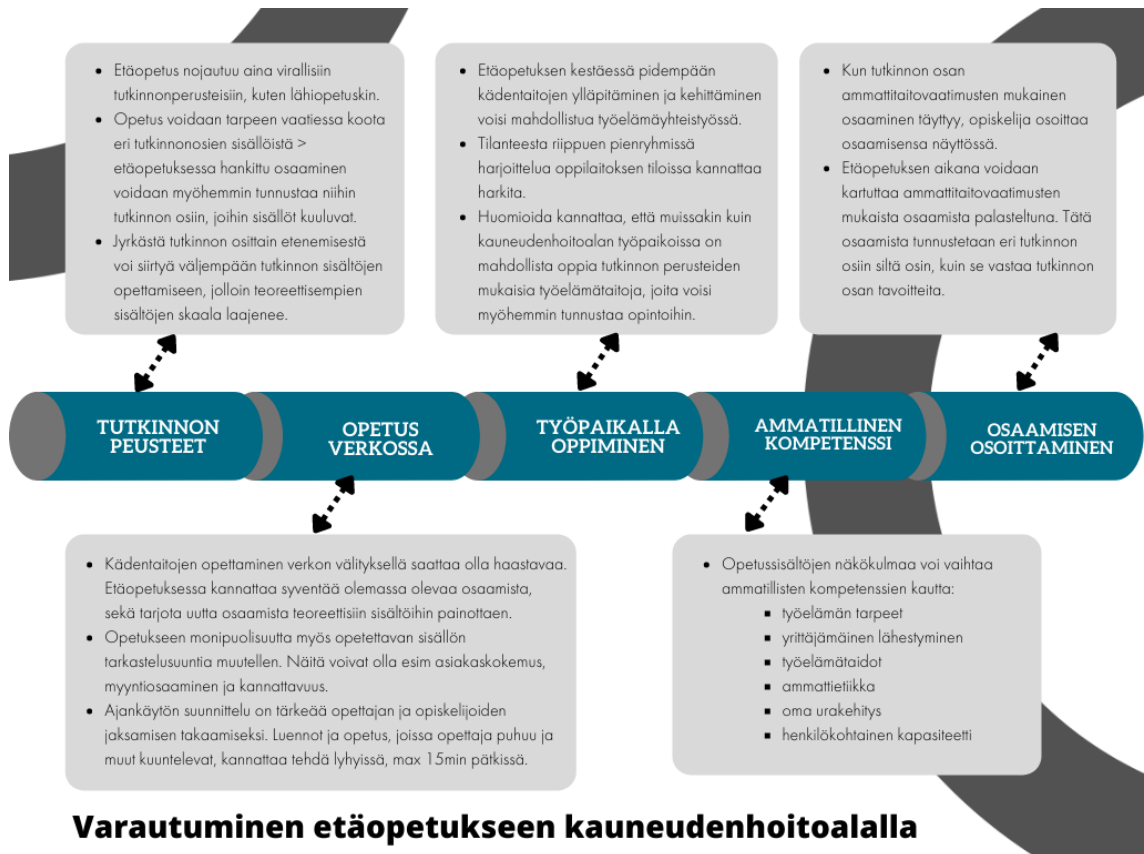 • Etäopetus nojautuu aina virallisiin
tutkinnonperusteisiin, kuten lähiopetuskin.
• Opetus voidaan tarpeen vaatiessa koota
eri tutkinnonosien sisällöistä >
etäopetuksessa hankittu osaaminen
voidaan myöhemmin tunnustaa niihin
tutkinnon osiin, joihin sisällöt kuuluvat.
• Jyrkästä tutkinnon osittain etenemisestä
voi siirtyä väljempään tutkinnon sisältöjen
opettamiseen, jolloin teoreettisempien
sisältöjen skaala laajenee.
• Etäopetuksen kestäessä pidempään
kädentaitojen ylläpitäminen ja kehittäminen
voisi mahdollistua työelämäyhteistyössä.
• Tilanteesta riippuen pienryhmissä
harjoittelua oppilaitoksen tiloissa kannattaa
harkita.
• Huomioida kannattaa, että muissakin kuin
kauneudenhoitoalan työpaikoissa on
mahdollista oppia tutkinnon perusteiden
mukaisia työelämätaitoja, joita voisi
myöhemmin tunnustaa opintoihin.
• Kun tutkinnon osan
ammattitaitovaatimusten mukainen
osaaminen täyttyy, opiskelija osoittaa
osaamisensa näytössä.
• Etäopetuksen aikana voidaan
kartuttaa ammattitaitovaatimusten
mukaista osaamista palasteltuna. Tätä
osaamista tunnustetaan eri tutkinnon
osiin siltä osin, kuin se vastaa tutkinnon
osan tavoitteita.
TUTKINNON
PEUSTEET
OPETUS
VERKOSSA
TYÖPAIKALLA
OPPIMINEN
AMMATILLINEN
KOMPETENSSI
OSAAMISEN
OSOITTAMINEN
• Kädentaitojen opettaminen verkon välityksellä saattaa olla haastavaa.
Etäopetuksessa kannattaa syventää olemassa olevaa osaamista,
sekä tarjota uutta osaamista teoreettisiin sisältöihin painottaen.
• Opetukseen monipuolisuutta myös opetettavan sisällön
tarkastelusuuntia muutellen. Näitä voivat olla esim asiakaskokemus,
myyntiosaaminen ja kannattavuus.
• Ajankäytön suunnittelu on tärkeää opettajan ja opiskelijoiden
jaksamisen takaamiseksi. Luennot ja opetus, joissa opettaja puhuu ja
muut kuuntelevat, kannattaa tehdä lyhyissä, max 15min pätkissä.
• Opetussisältöjen näkökulmaa voi vaihtaa
ammatillisten kompetenssien kautta:
▪ työelämän tarpeet
▪ yrittäjämäinen lähestyminen
▪ työelämätaidot
▪ ammattietiikka
▪ oma urakehitys
▪ henkilökohtainen kapasiteetti
Varautuminen etäopetukseen kauneudenhoitoalalla